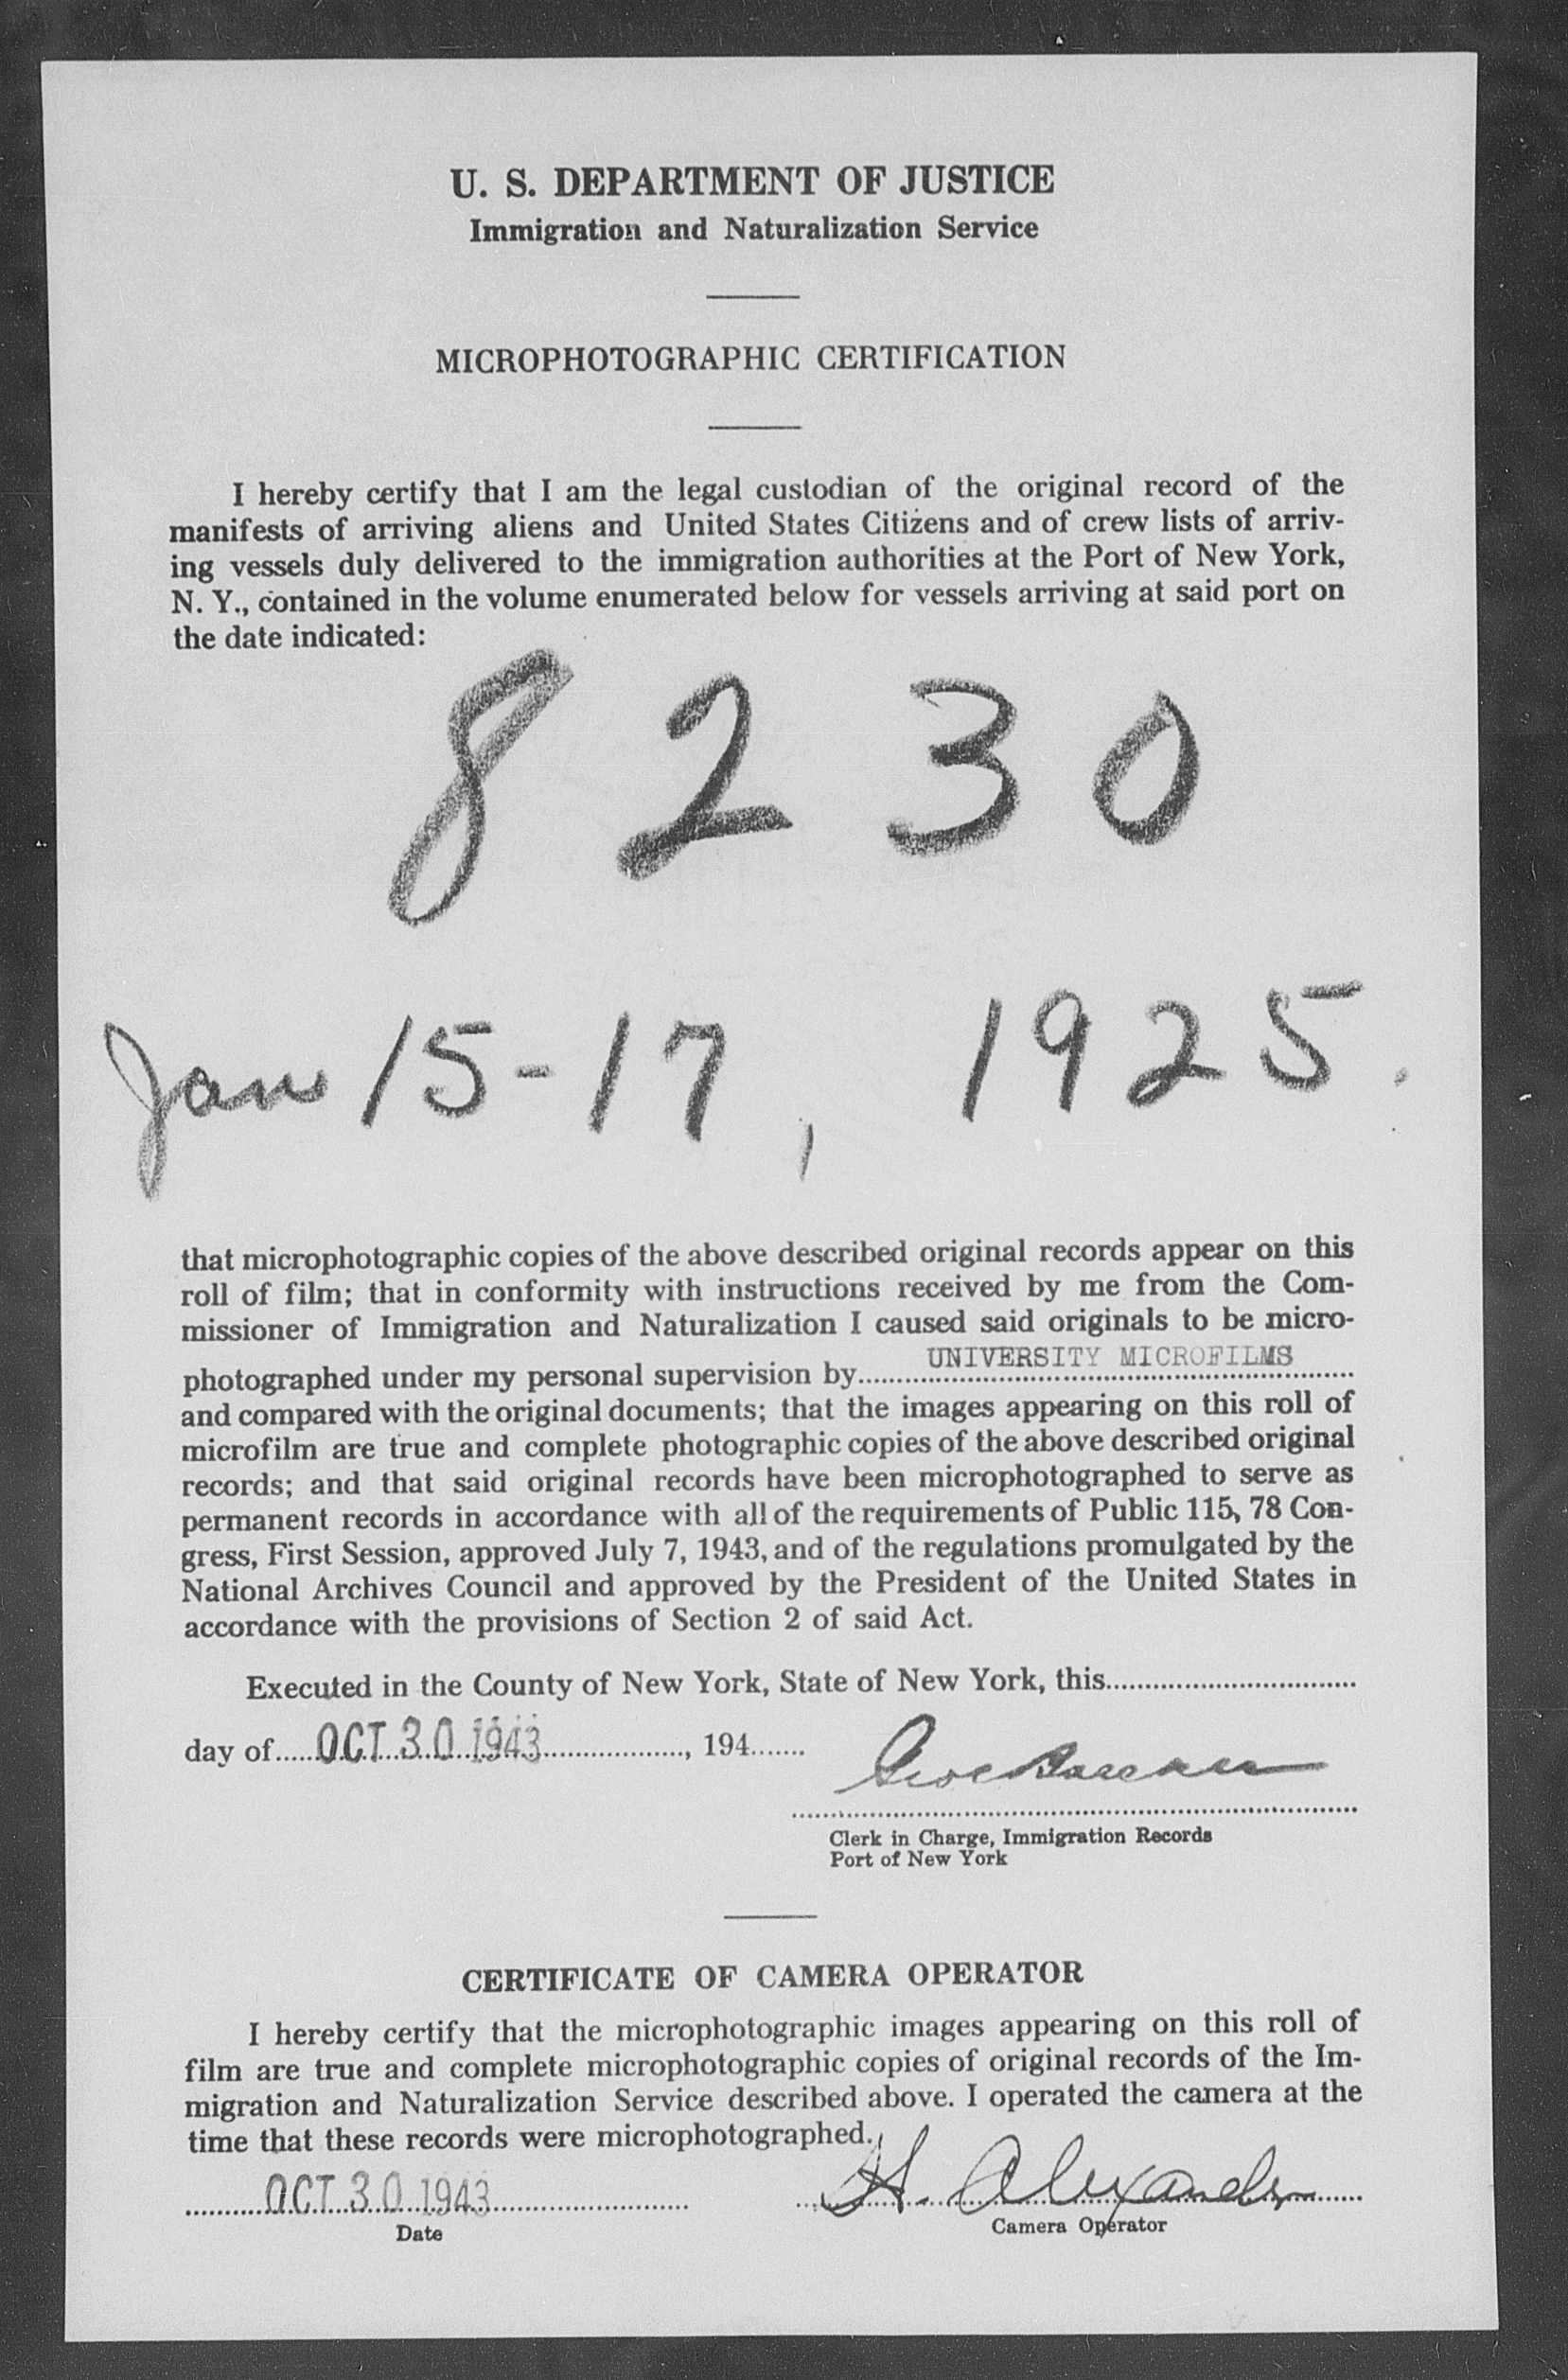 U. S. DEPARTMENT OF JUSTICE
Immigration and Naturalization Service
MICROPHOTOGRAPHIC CERTIFICATION
I hereby certify that I am the legal custodian of the original record of the
manifests of arriving aliens and United States Citizens and of crew lists of arriv-
ing vessels duly delivered to the immigration authorities at the Port of New York,
N. Y., contained in the volume enumerated below for vessels arriving at said port on
the date indicated:
8230
Jan 15-17, 1925.
that microphotographic copies of the above described original records appear on this
roll of film; that in conformity with instructions received by me from the Com-
missioner of Immigration and Naturalization I caused said originals to be micro-
photographed under my personal supervision by UNIVERSITY MICROFILMS
and compared with the original documents; that the images appearing on this roll of
microfilm are true and complete photographic copies of the above described original
records; and that said original records have been microphotographed to serve as
permanent records in accordance with all of the requirements of Public 115, 78 Con-
gress, First Session, approved July 7, 1943, and of the regulations promulgated by the
National Archives Council and approved by the President of the United States in
accordance with the provisions of Section 2 of said Act.
Executed in the County of New York, State of New York, this
day of OCT 30 1943, 194
Clerk in Charge, Immigration Records
Port of New York
CERTIFICATE OF CAMERA OPERATOR
I hereby certify that the microphotographic images appearing on this roll of
film are true and complete microphotographic copies of original records of the Im-
migration and Naturalization Service described above. I operated the camera at the
time that these records were microphotographed.
OCT 30 1943 H. Alexander
Date Camera Operator